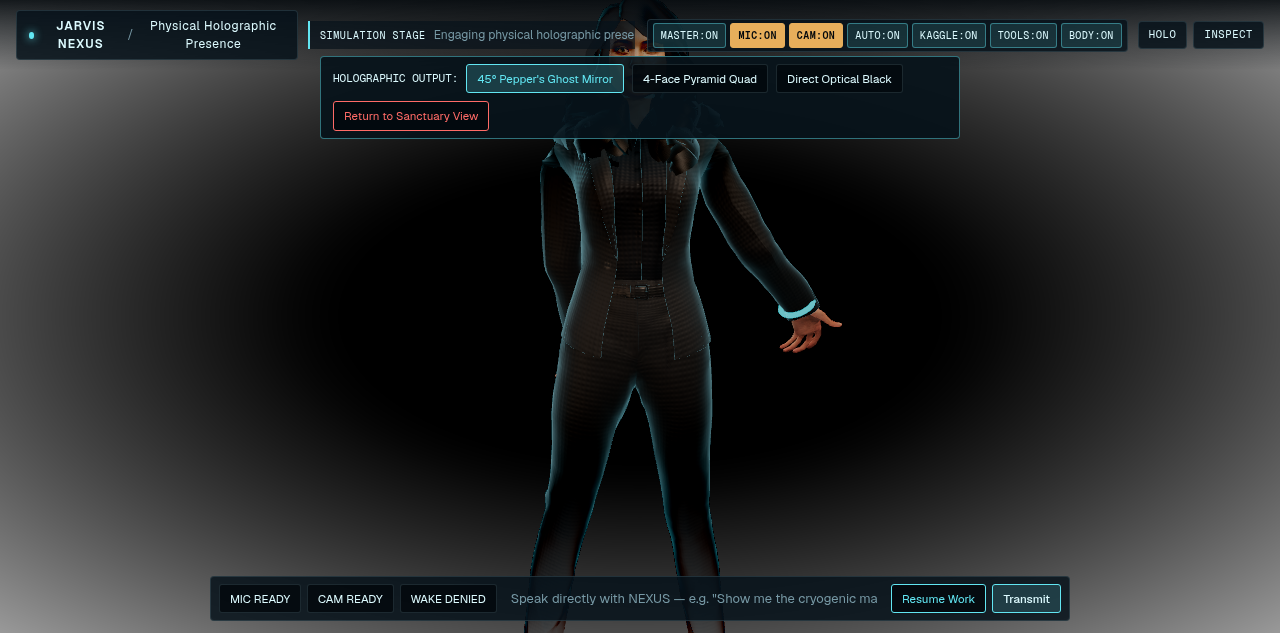 JARVIS NEXUS / Physical Holographic Presence
SIMULATION STAGE Engaging physical holographic prese
MASTER:ON MIC:ON CAM:ON AUTO:ON KAGGLE:ON TOOLS:ON BODY:ON HOLO INSPECT
HOLOGRAPHIC OUTPUT: 45° Pepper's Ghost Mirror 4-Face Pyramid Quad Direct Optical Black
Return to Sanctuary View
MIC READY CAM READY WAKE DENIED Speak directly with NEXUS — e.g. "Show me the cryogenic ma Resume Work Transmit